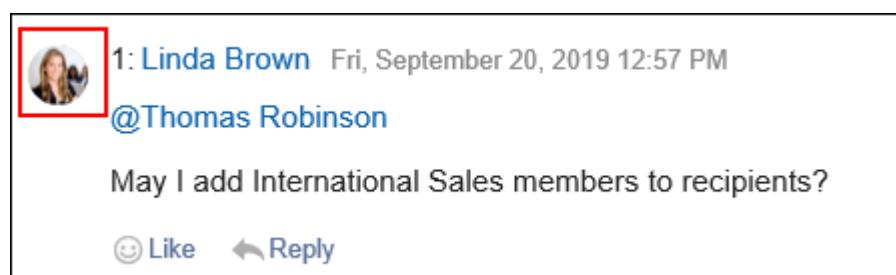 1: Linda Brown Fri, September 20, 2019 12:57 PM
@Thomas Robinson
May I add International Sales members to recipients?
Like Reply